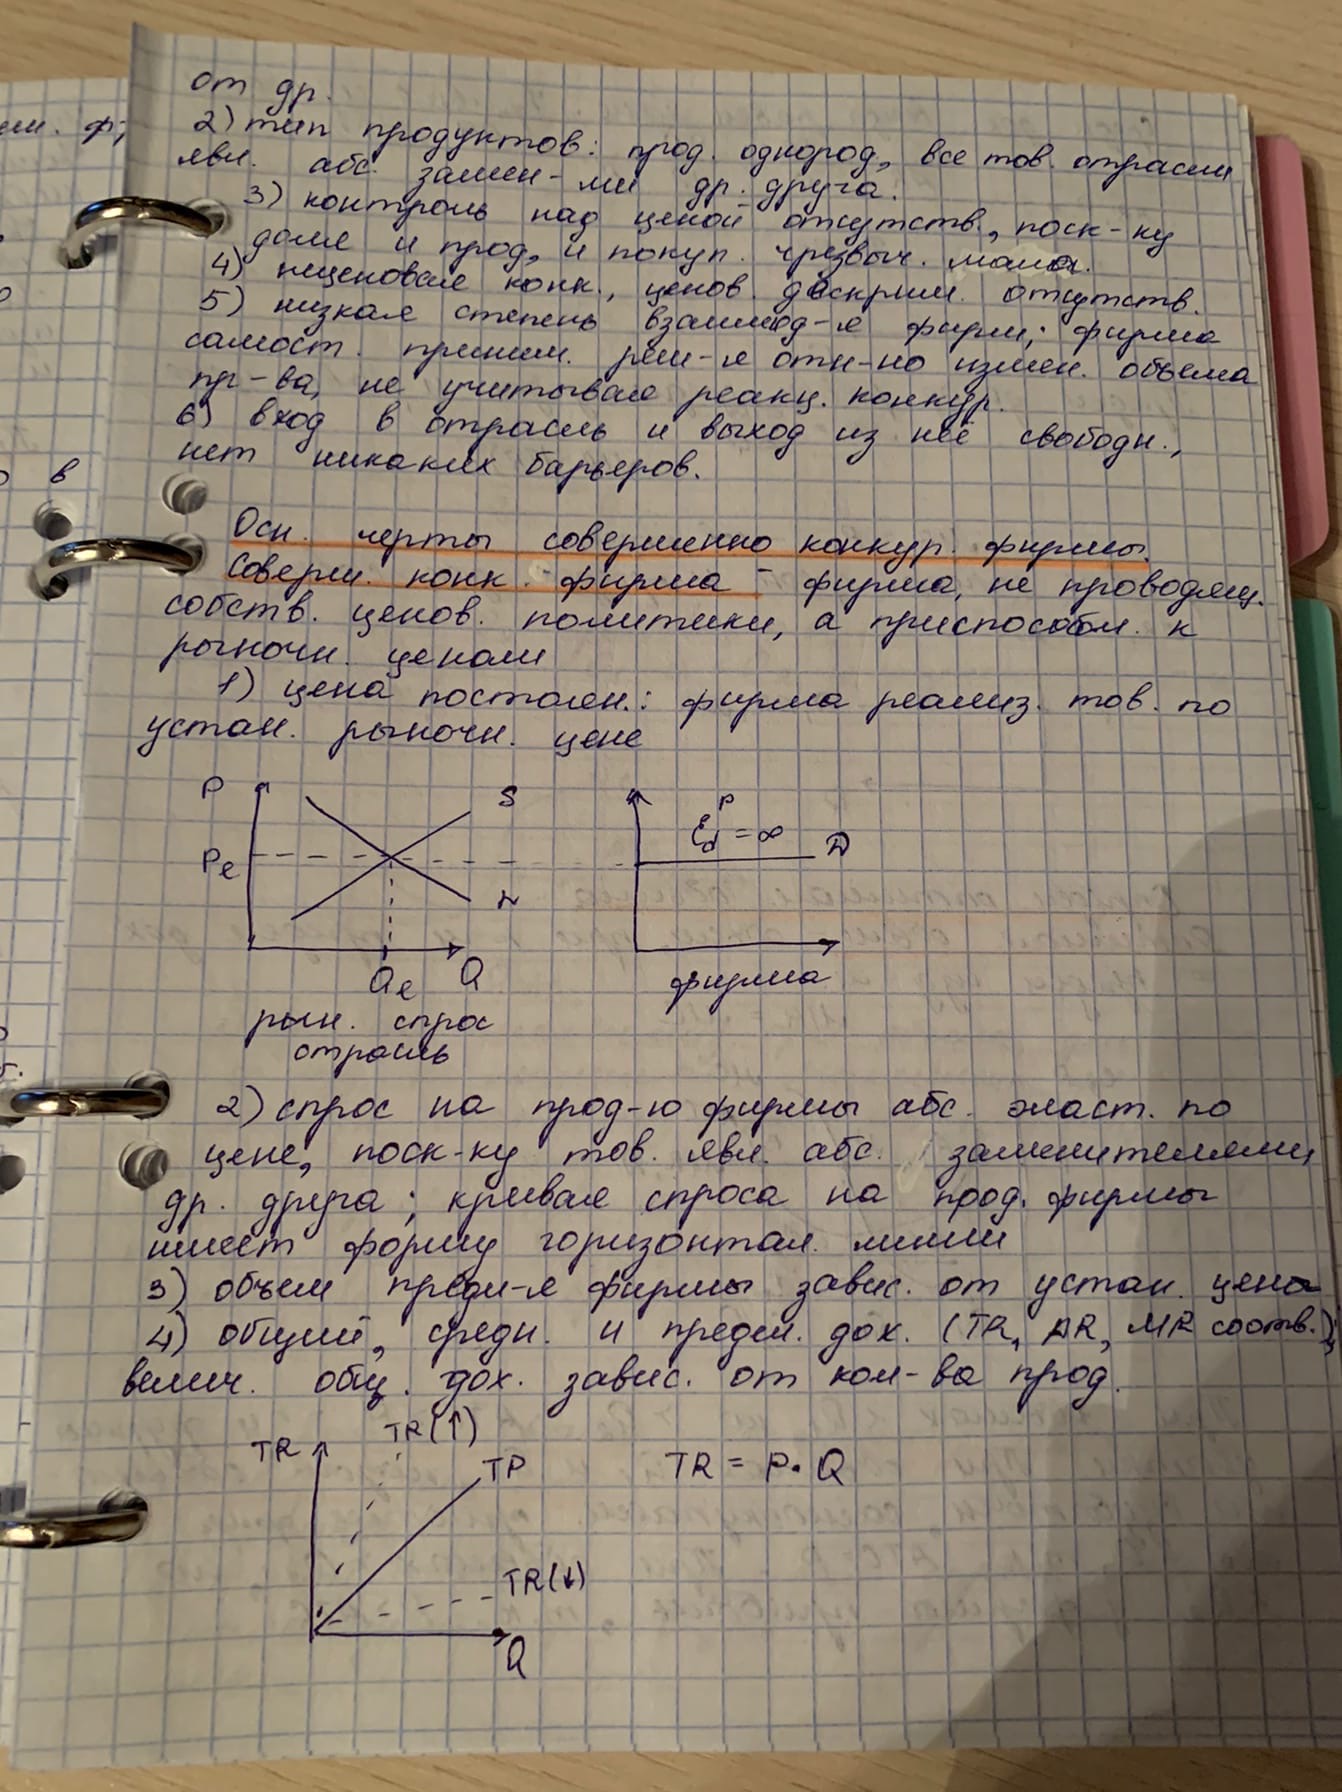 от др.
2) тип продуктов: прод. однород., все тов. отрасли
явл. абс. замен-ми др. друга.
3) контроль над ценой отсутств., поск-ку
доля и прод., и покуп. чрезвыч. мала.
4) неценовая конк., ценов. дискрим. отсутств.
5) низкая степень взаимод-я фирм; фирма
самост. приним. реш-я отн-но измен. объема
пр-ва, не учитывая реакц. конкур.
6) вход в отрасль и выход из неё свободн.,
нет никаких барьеров.
Осн. черты совершенно конкур. фирмы.
Соверш. конк. фирма - фирма, не проводящ.
собств. ценов. политики, а приспособл. к
рыночн. ценам
1) цена постоян.: фирма реализ. тов. по
устан. рыночн. цене
P S
Pe
D
Qe Q
рын. спрос
отрасль
Ed^P = ∞
D
фирма
2) спрос на прод-ю фирмы абс. эласт. по
цене, поск-ку тов. явл. абс. заменителями
др. друга; кривая спроса на прод. фирмы
имеет форму горизонтал. линии
3) объем предл-я фирмы завис. от устан. цены
4) общий, средн. и предел. дох. (TR, AR, MR соотв.);
велич. общ. дох. завис. от кол-ва прод.
TR TR(↑)
TP
TR = P · Q
TR(↓)
Q
ф;
в